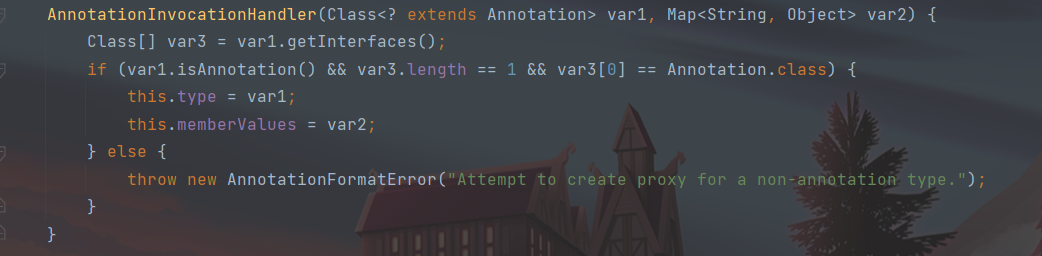 AnnotationInvocationHandler(Class<? extends Annotation> var1, Map<String, Object> var2) {
    Class[] var3 = var1.getInterfaces();
    if (var1.isAnnotation() && var3.length == 1 && var3[0] == Annotation.class) {
        this.type = var1;
        this.memberValues = var2;
    } else {
        throw new AnnotationFormatError("Attempt to create proxy for a non-annotation type.");
    }
}